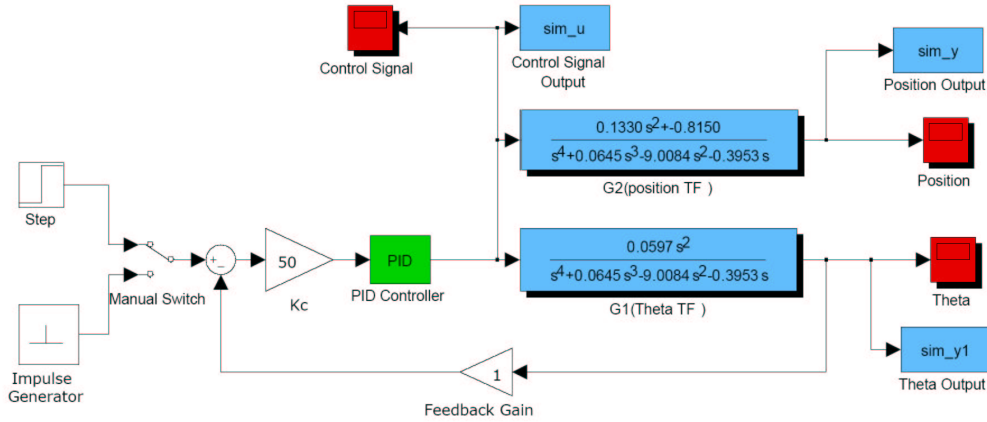 sim_u
Control Signal
Control Signal
Output
sim_y
Position Output
0.1330 s²+-0.8150
s⁴+0.0645 s³-9.0084 s²-0.3953 s
G2(position TF )
Position
Step
Manual Switch
+
−
50
Kc
PID
PID Controller
0.0597 s²
s⁴+0.0645 s³-9.0084 s²-0.3953 s
G1(Theta TF )
Theta
sim_y1
Theta Output
Impulse
Generator
1
Feedback Gain